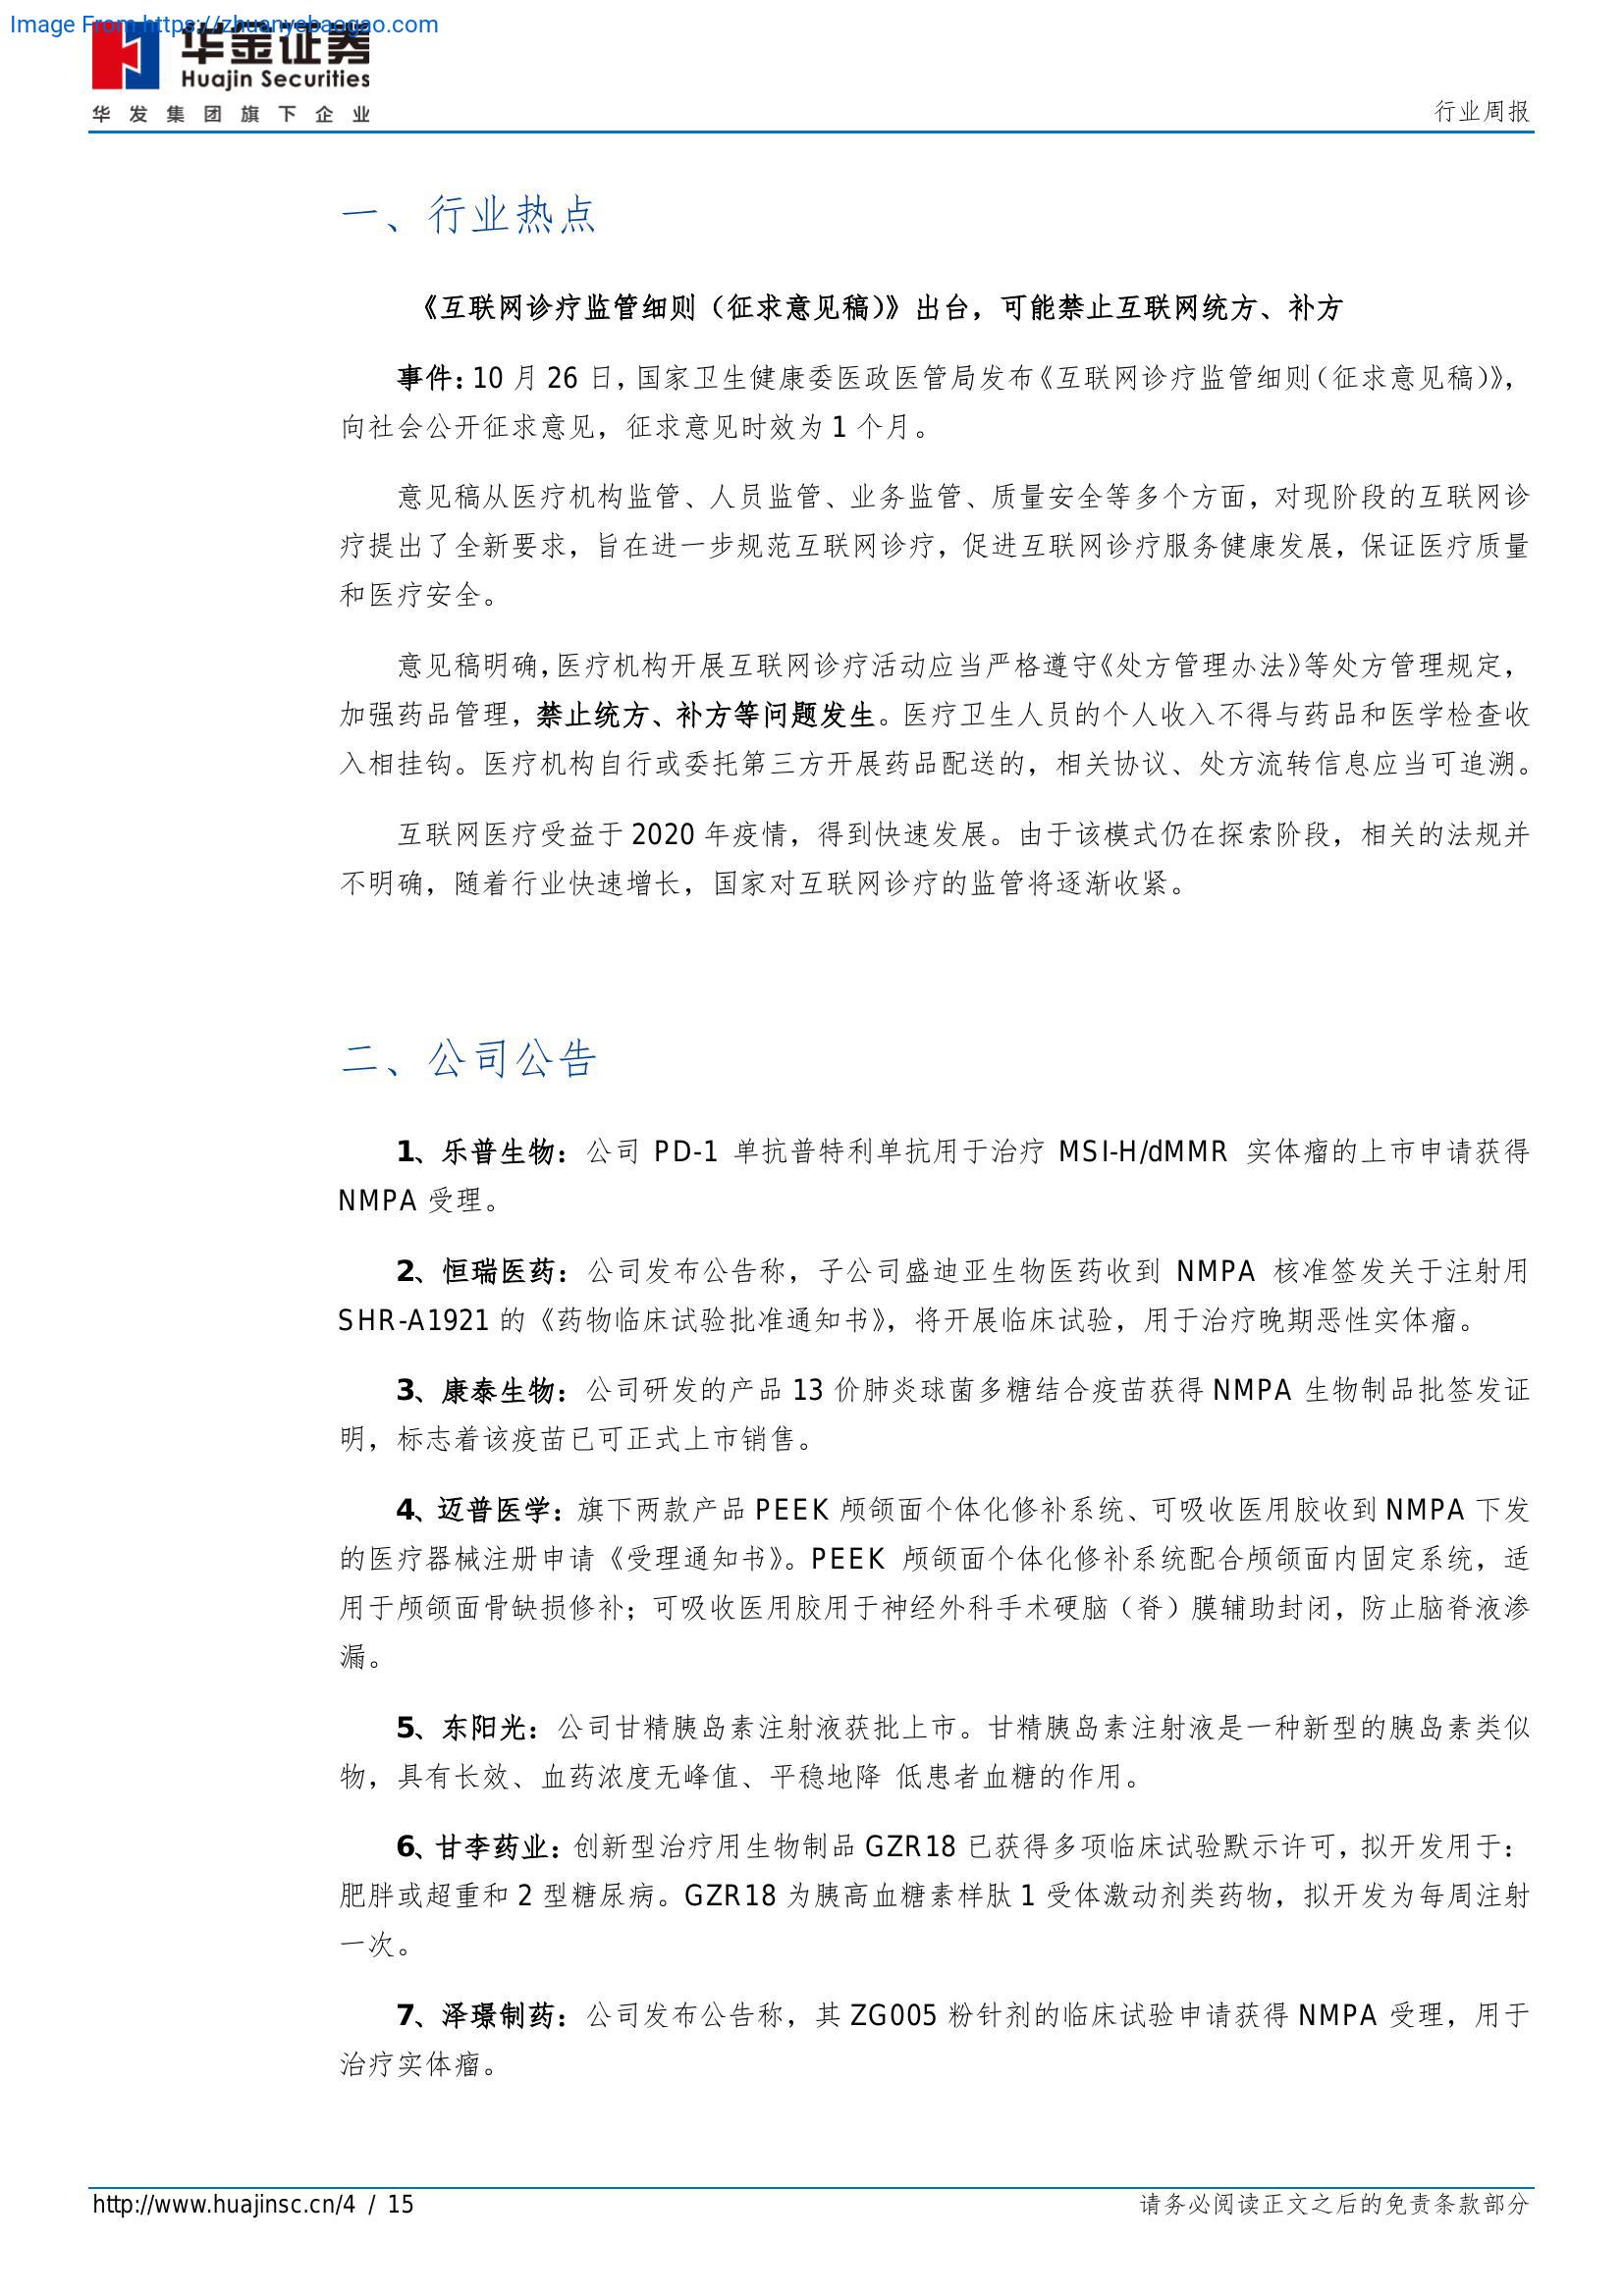 Image From https://zhuanyebaogao.com
华金证券
Huajin Securities
华发集团旗下企业
行业周报
一、行业热点
《互联网诊疗监管细则（征求意见稿）》出台，可能禁止互联网统方、补方
事件：10 月 26 日，国家卫生健康委医政医管局发布《互联网诊疗监管细则（征求意见稿）》，
向社会公开征求意见，征求意见时效为 1 个月。
意见稿从医疗机构监管、人员监管、业务监管、质量安全等多个方面，对现阶段的互联网诊
疗提出了全新要求，旨在进一步规范互联网诊疗，促进互联网诊疗服务健康发展，保证医疗质量
和医疗安全。
意见稿明确，医疗机构开展互联网诊疗活动应当严格遵守《处方管理办法》等处方管理规定，
加强药品管理，禁止统方、补方等问题发生。医疗卫生人员的个人收入不得与药品和医学检查收
入相挂钩。医疗机构自行或委托第三方开展药品配送的，相关协议、处方流转信息应当可追溯。
互联网医疗受益于 2020 年疫情，得到快速发展。由于该模式仍在探索阶段，相关的法规并
不明确，随着行业快速增长，国家对互联网诊疗的监管将逐渐收紧。
二、公司公告
1、乐普生物：公司 PD-1 单抗普特利单抗用于治疗 MSI-H/dMMR 实体瘤的上市申请获得
NMPA 受理。
2、恒瑞医药：公司发布公告称，子公司盛迪亚生物医药收到 NMPA 核准签发关于注射用
SHR-A1921 的《药物临床试验批准通知书》，将开展临床试验，用于治疗晚期恶性实体瘤。
3、康泰生物：公司研发的产品 13 价肺炎球菌多糖结合疫苗获得 NMPA 生物制品批签发证
明，标志着该疫苗已可正式上市销售。
4、迈普医学：旗下两款产品 PEEK 颅颌面个体化修补系统、可吸收医用胶收到 NMPA 下发
的医疗器械注册申请《受理通知书》。PEEK 颅颌面个体化修补系统配合颅颌面内固定系统，适
用于颅颌面骨缺损修补；可吸收医用胶用于神经外科手术硬脑（脊）膜辅助封闭，防止脑脊液渗
漏。
5、东阳光：公司甘精胰岛素注射液获批上市。甘精胰岛素注射液是一种新型的胰岛素类似
物，具有长效、血药浓度无峰值、平稳地降 低患者血糖的作用。
6、甘李药业：创新型治疗用生物制品 GZR18 已获得多项临床试验默示许可，拟开发用于：
肥胖或超重和 2 型糖尿病。GZR18 为胰高血糖素样肽 1 受体激动剂类药物，拟开发为每周注射
一次。
7、泽璟制药：公司发布公告称，其 ZG005 粉针剂的临床试验申请获得 NMPA 受理，用于
治疗实体瘤。
http://www.huajinsc.cn/4 / 15
请务必阅读正文之后的免责条款部分